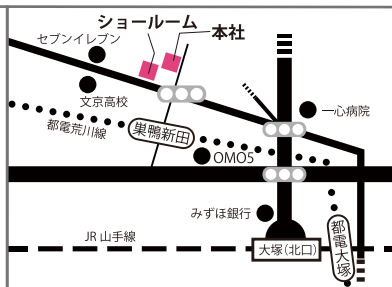 ショールーム
本社
セブンイレブン
文京高校
一心病院
都電荒川線
巣鴨新田
OMO5
みずほ銀行
JR 山手線
大塚(北口)
都電大塚